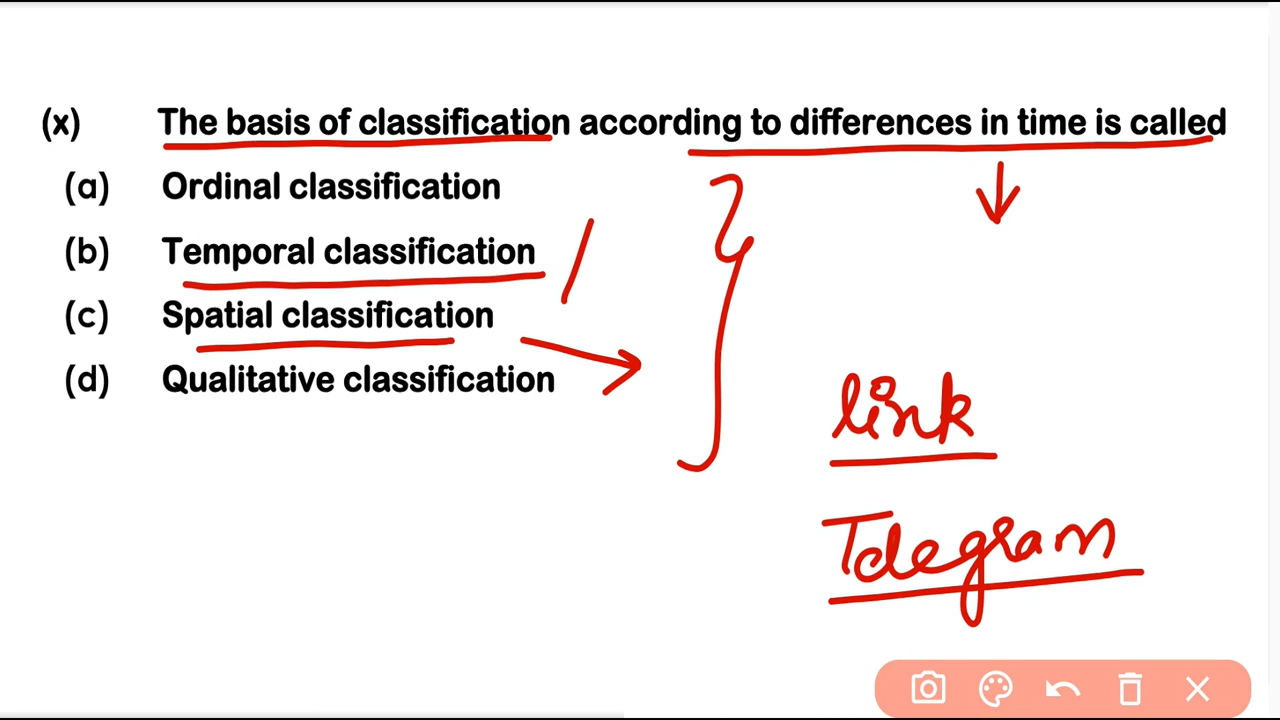 (x) The basis of classification according to differences in time is called
(a) Ordinal classification
(b) Temporal classification
(c) Spatial classification
(d) Qualitative classification
link
Telegram